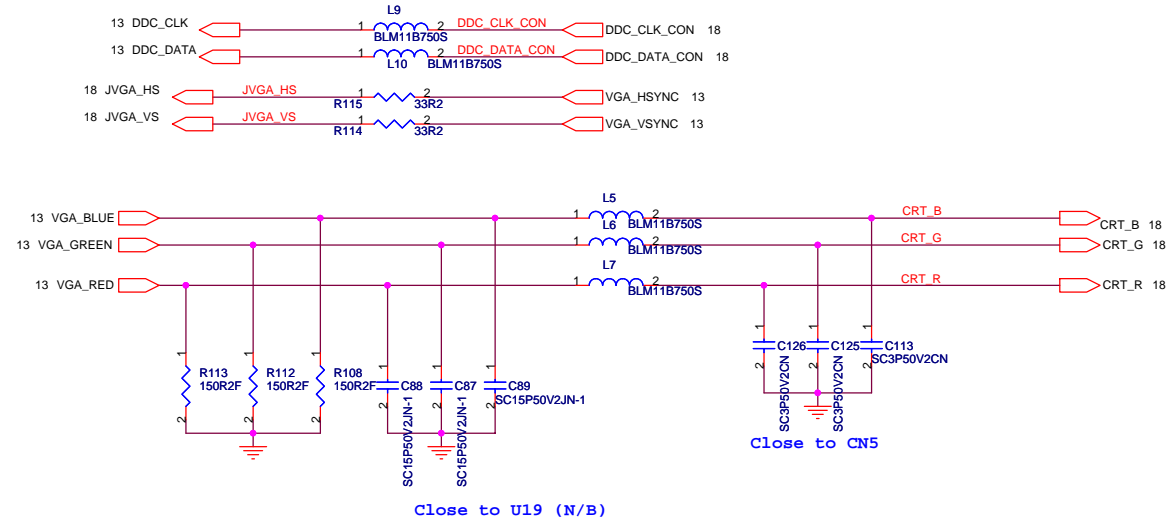 L9
13 DDC_CLK 1 2 DDC_CLK_CON DDC_CLK_CON 18
BLM11B750S
13 DDC_DATA 1 2 DDC_DATA_CON DDC_DATA_CON 18
L10 BLM11B750S
18 JVGA_HS JVGA_HS 1 2 VGA_HSYNC 13
R115 33R2
18 JVGA_VS JVGA_VS 1 2 VGA_VSYNC 13
R114 33R2
L5
13 VGA_BLUE 1 2 CRT_B CRT_B 18
BLM11B750S
L6
13 VGA_GREEN 1 2 CRT_G CRT_G 18
BLM11B750S
L7
13 VGA_RED 1 2 CRT_R CRT_R 18
BLM11B750S
1 1 1 1 1 1 1 1 1
C126 C125 C113
2 2 2 SC3P50V2CN
SC3P50V2CN SC3P50V2CN
R113 R112 R108
150R2F 150R2F 150R2F C88 C87 C89
2 2 2 2 2 2 SC15P50V2JN-1
SC15P50V2JN-1 SC15P50V2JN-1
Close to CN5
Close to U19 (N/B)